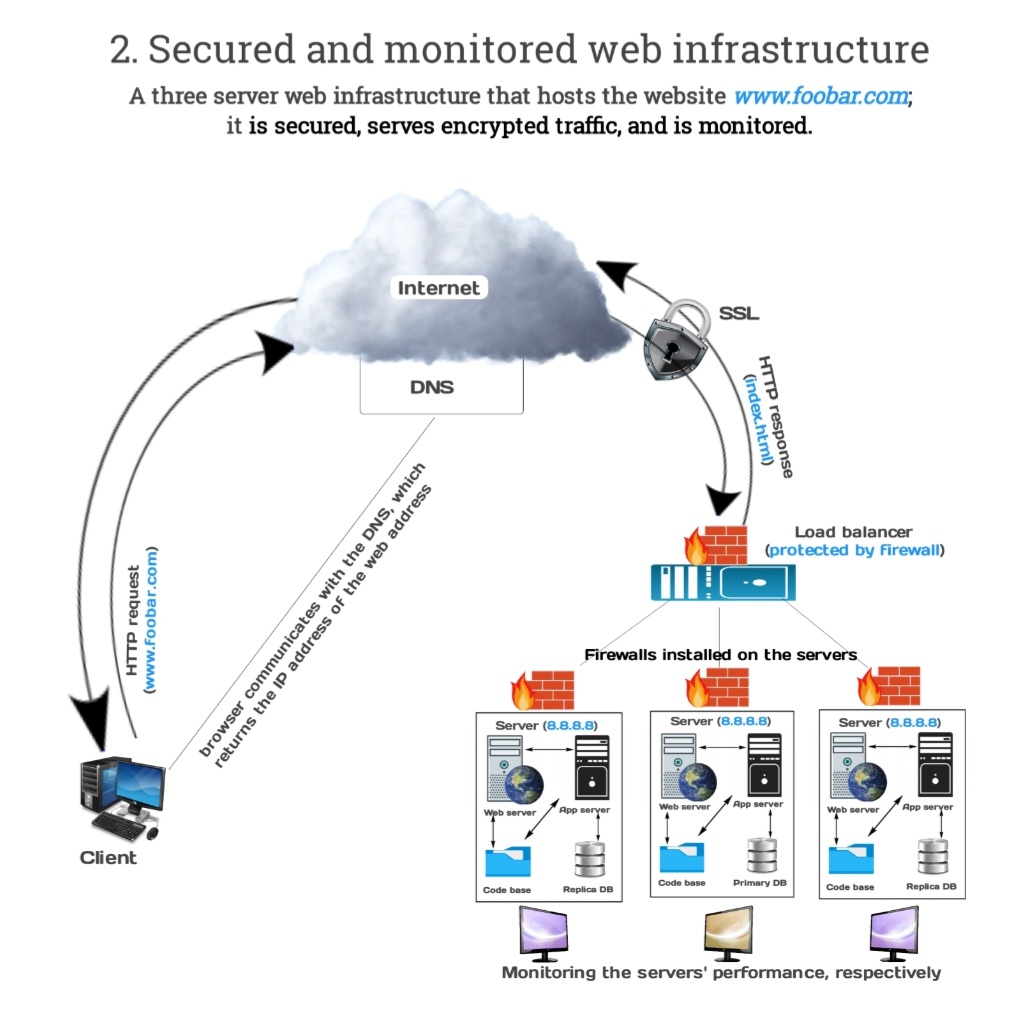 2. Secured and monitored web infrastructure
A three server web infrastructure that hosts the website www.foobar.com;
it is secured, serves encrypted traffic, and is monitored.
Internet
SSL
DNS
HTTP response
(index.html)
browser communicates with the DNS, which
returns the IP address of the web address
HTTP request
(www.foobar.com)
Load balancer
(protected by firewall)
Firewalls installed on the servers
Server (8.8.8.8)
Web server
App server
Code base
Replica DB
Server (8.8.8.8)
Web server
App server
Code base
Primary DB
Server (8.8.8.8)
Web server
App server
Code base
Replica DB
Client
Monitoring the servers' performance, respectively